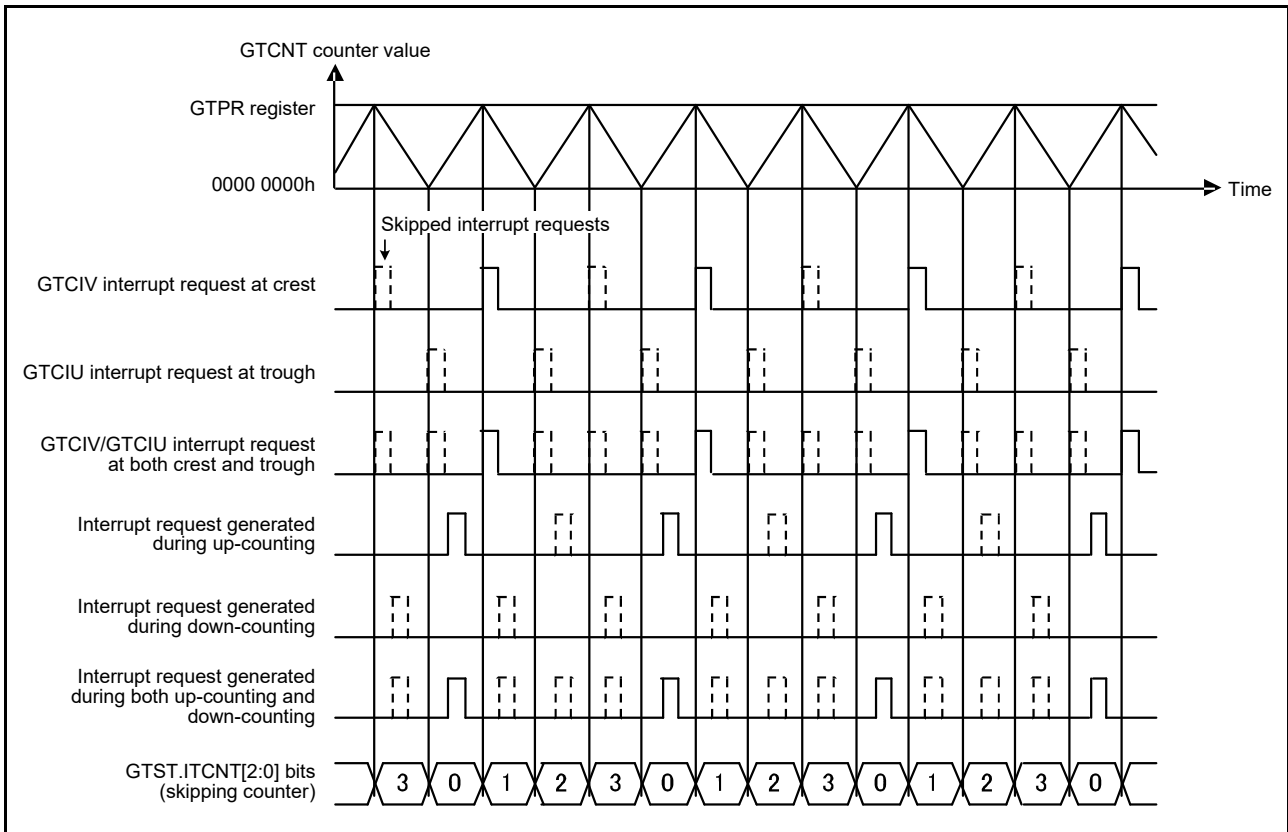 GTCNT counter value
GTPR register
0000 0000h
Time
Skipped interrupt requests
GTCIV interrupt request at crest
GTCIU interrupt request at trough
GTCIV/GTCIU interrupt request
at both crest and trough
Interrupt request generated
during up-counting
Interrupt request generated
during down-counting
Interrupt request generated
during both up-counting and
down-counting
GTST.ITCNT[2:0] bits
(skipping counter)
3 0 1 2 3 0 1 2 3 0 1 2 3 0